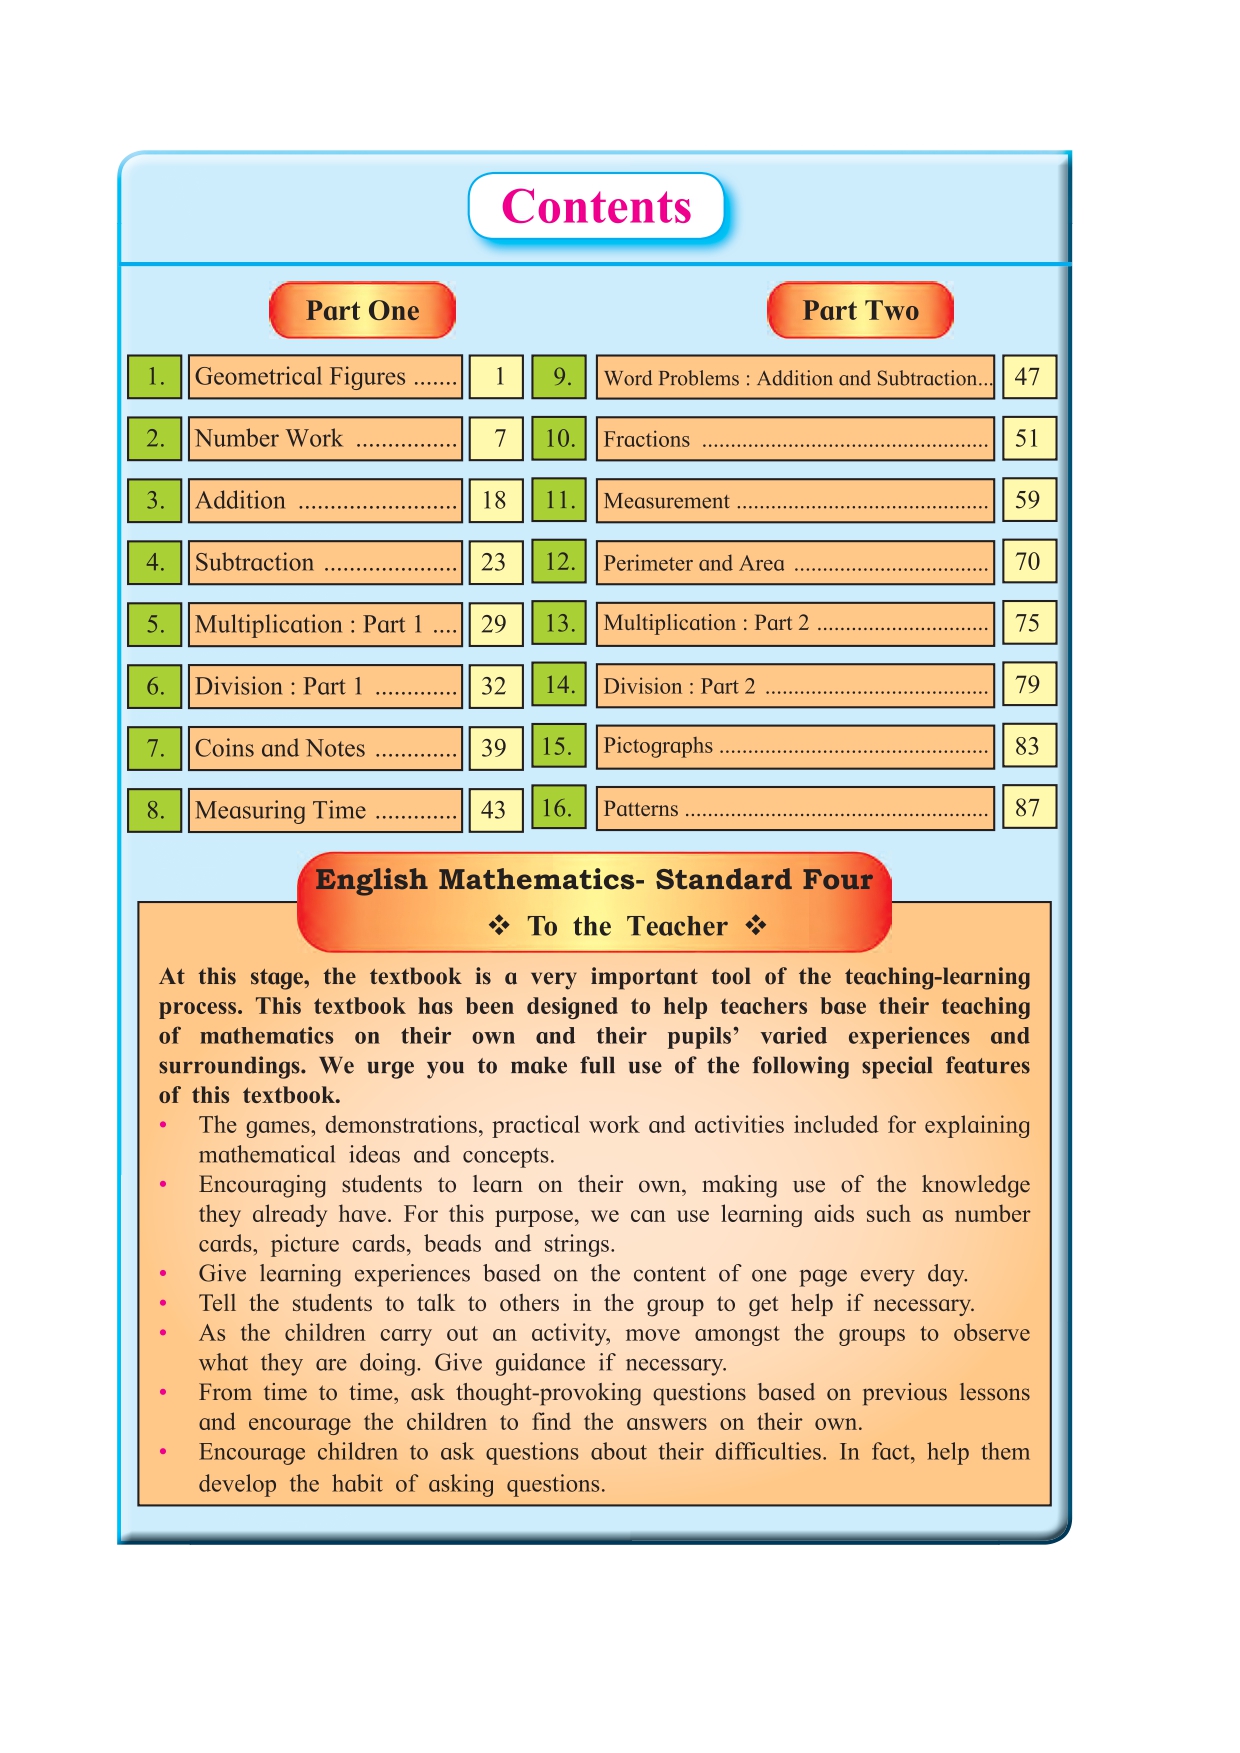 Contents
Part One
1. Geometrical Figures ....... 1
2. Number Work ................ 7
3. Addition ......................... 18
4. Subtraction ..................... 23
5. Multiplication : Part 1 .... 29
6. Division : Part 1 ............. 32
7. Coins and Notes ............. 39
8. Measuring Time ............. 43
Part Two
9. Word Problems : Addition and Subtraction... 47
10. Fractions .................................................. 51
11. Measurement ............................................ 59
12. Perimeter and Area .................................. 70
13. Multiplication : Part 2 .............................. 75
14. Division : Part 2 ....................................... 79
15. Pictographs ............................................... 83
16. Patterns ..................................................... 87
English Mathematics- Standard Four
❖ To the Teacher ❖
At this stage, the textbook is a very important tool of the teaching-learning
process. This textbook has been designed to help teachers base their teaching
of mathematics on their own and their pupils’ varied experiences and
surroundings. We urge you to make full use of the following special features
of this textbook.
• The games, demonstrations, practical work and activities included for explaining
mathematical ideas and concepts.
• Encouraging students to learn on their own, making use of the knowledge
they already have. For this purpose, we can use learning aids such as number
cards, picture cards, beads and strings.
• Give learning experiences based on the content of one page every day.
• Tell the students to talk to others in the group to get help if necessary.
• As the children carry out an activity, move amongst the groups to observe
what they are doing. Give guidance if necessary.
• From time to time, ask thought-provoking questions based on previous lessons
and encourage the children to find the answers on their own.
• Encourage children to ask questions about their difficulties. In fact, help them
develop the habit of asking questions.